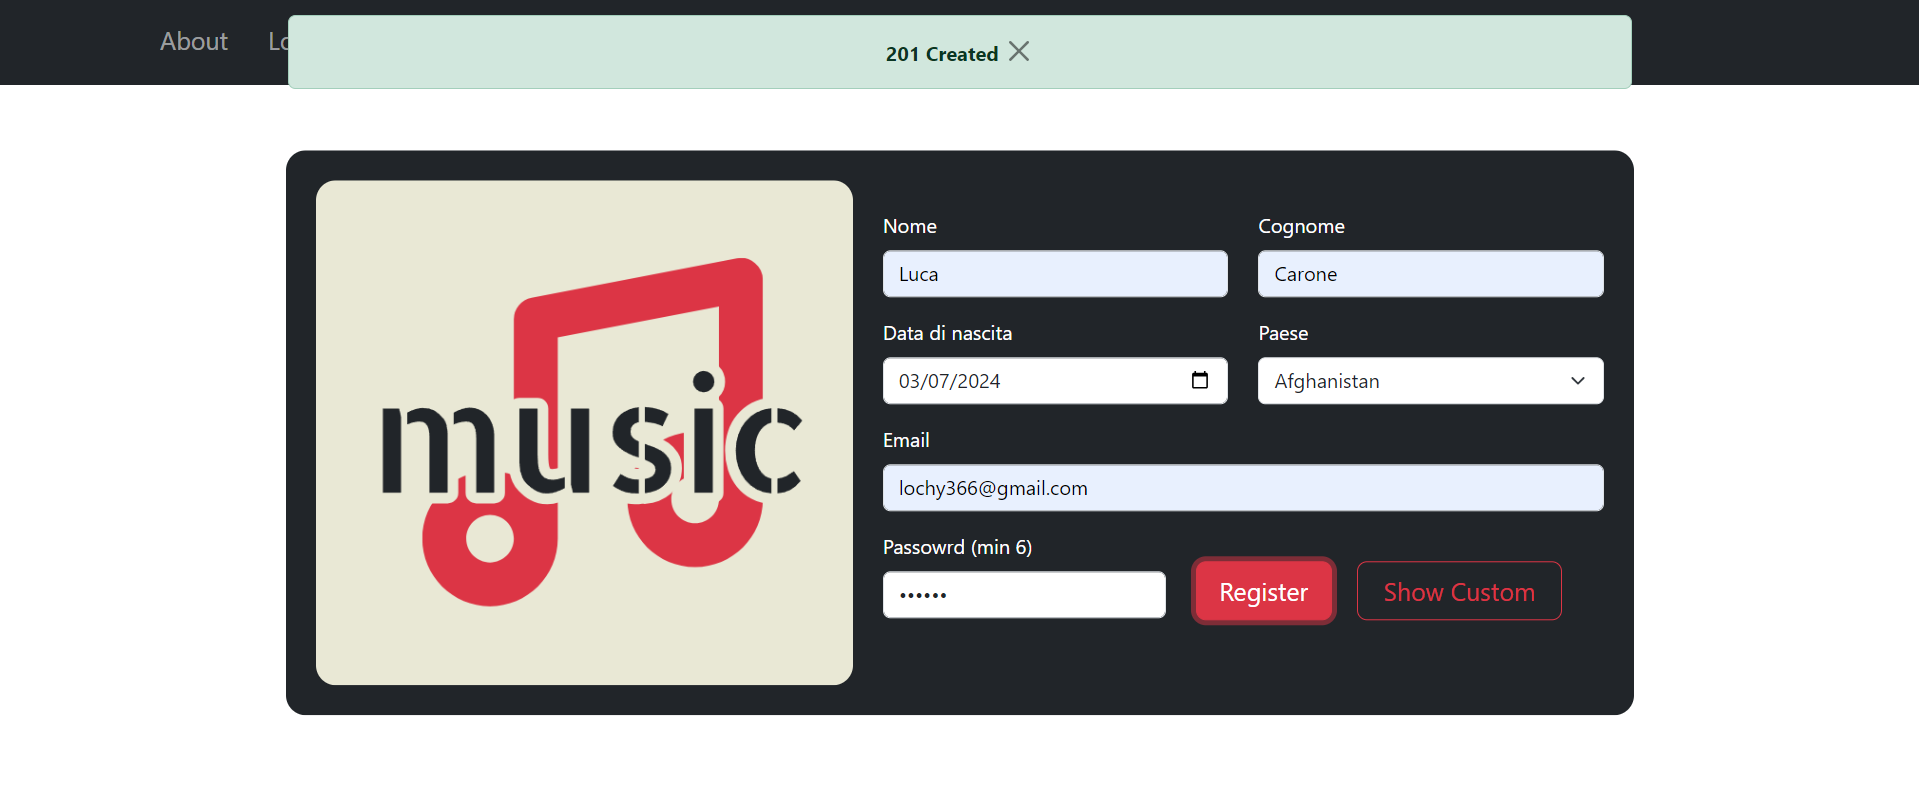 About
201 Created
music
Nome
Cognome
Luca
Carone
Data di nascita
Paese
03/07/2024
Afghanistan
Email
lochy366@gmail.com
Passowrd (min 6)
••••••
Register
Show Custom